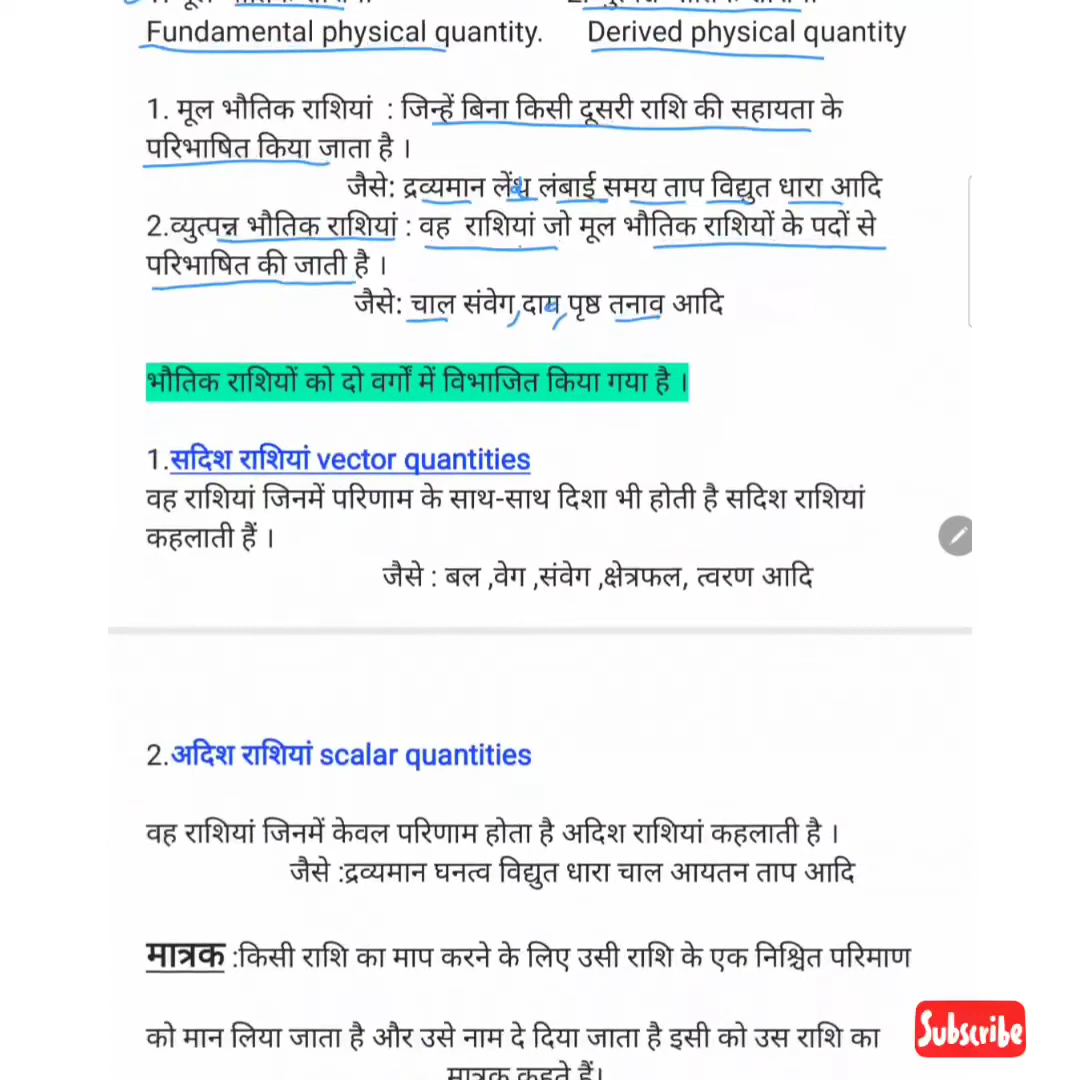 Fundamental physical quantity. Derived physical quantity
1. मूल भौतिक राशियां : जिन्हें बिना किसी दूसरी राशि की सहायता के
परिभाषित किया जाता है ।
जैसे: द्रव्यमान लंबाई समय ताप विद्युत धारा आदि
2.व्युत्पन्न भौतिक राशियां : वह राशियां जो मूल भौतिक राशियों के पदों से
परिभाषित की जाती है ।
जैसे: चाल संवेग, पृष्ठ तनाव आदि
भौतिक राशियों को दो वर्गों में विभाजित किया गया है ।
1.सदिश राशियां vector quantities
वह राशियां जिनमें परिणाम के साथ-साथ दिशा भी होती है सदिश राशियां
कहलाती हैं ।
जैसे : बल ,वेग ,संवेग ,क्षेत्रफल, त्वरण आदि
2.अदिश राशियां scalar quantities
वह राशियां जिनमें केवल परिणाम होता है अदिश राशियां कहलाती है ।
जैसे :द्रव्यमान घनत्व विद्युत धारा चाल आयतन ताप आदि
मात्रक :किसी राशि का माप करने के लिए उसी राशि के एक निश्चित परिमाण
को मान लिया जाता है और उसे नाम दे दिया जाता है इसी को उस राशि का
मात्रक कहते हैं।
Subscribe